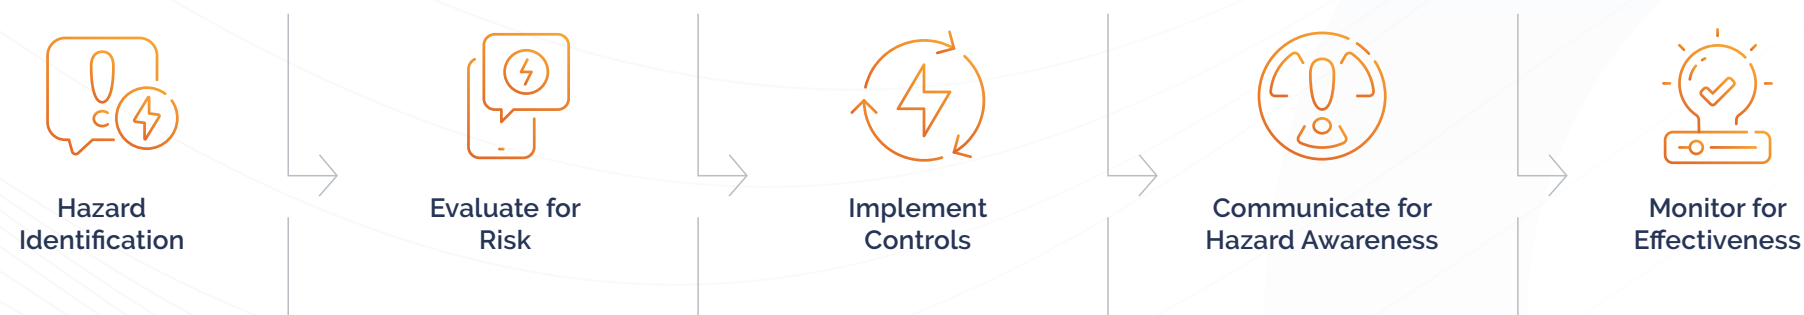 Hazard
Identification
Evaluate for
Risk
Implement
Controls
Communicate for
Hazard Awareness
Monitor for
Effectiveness